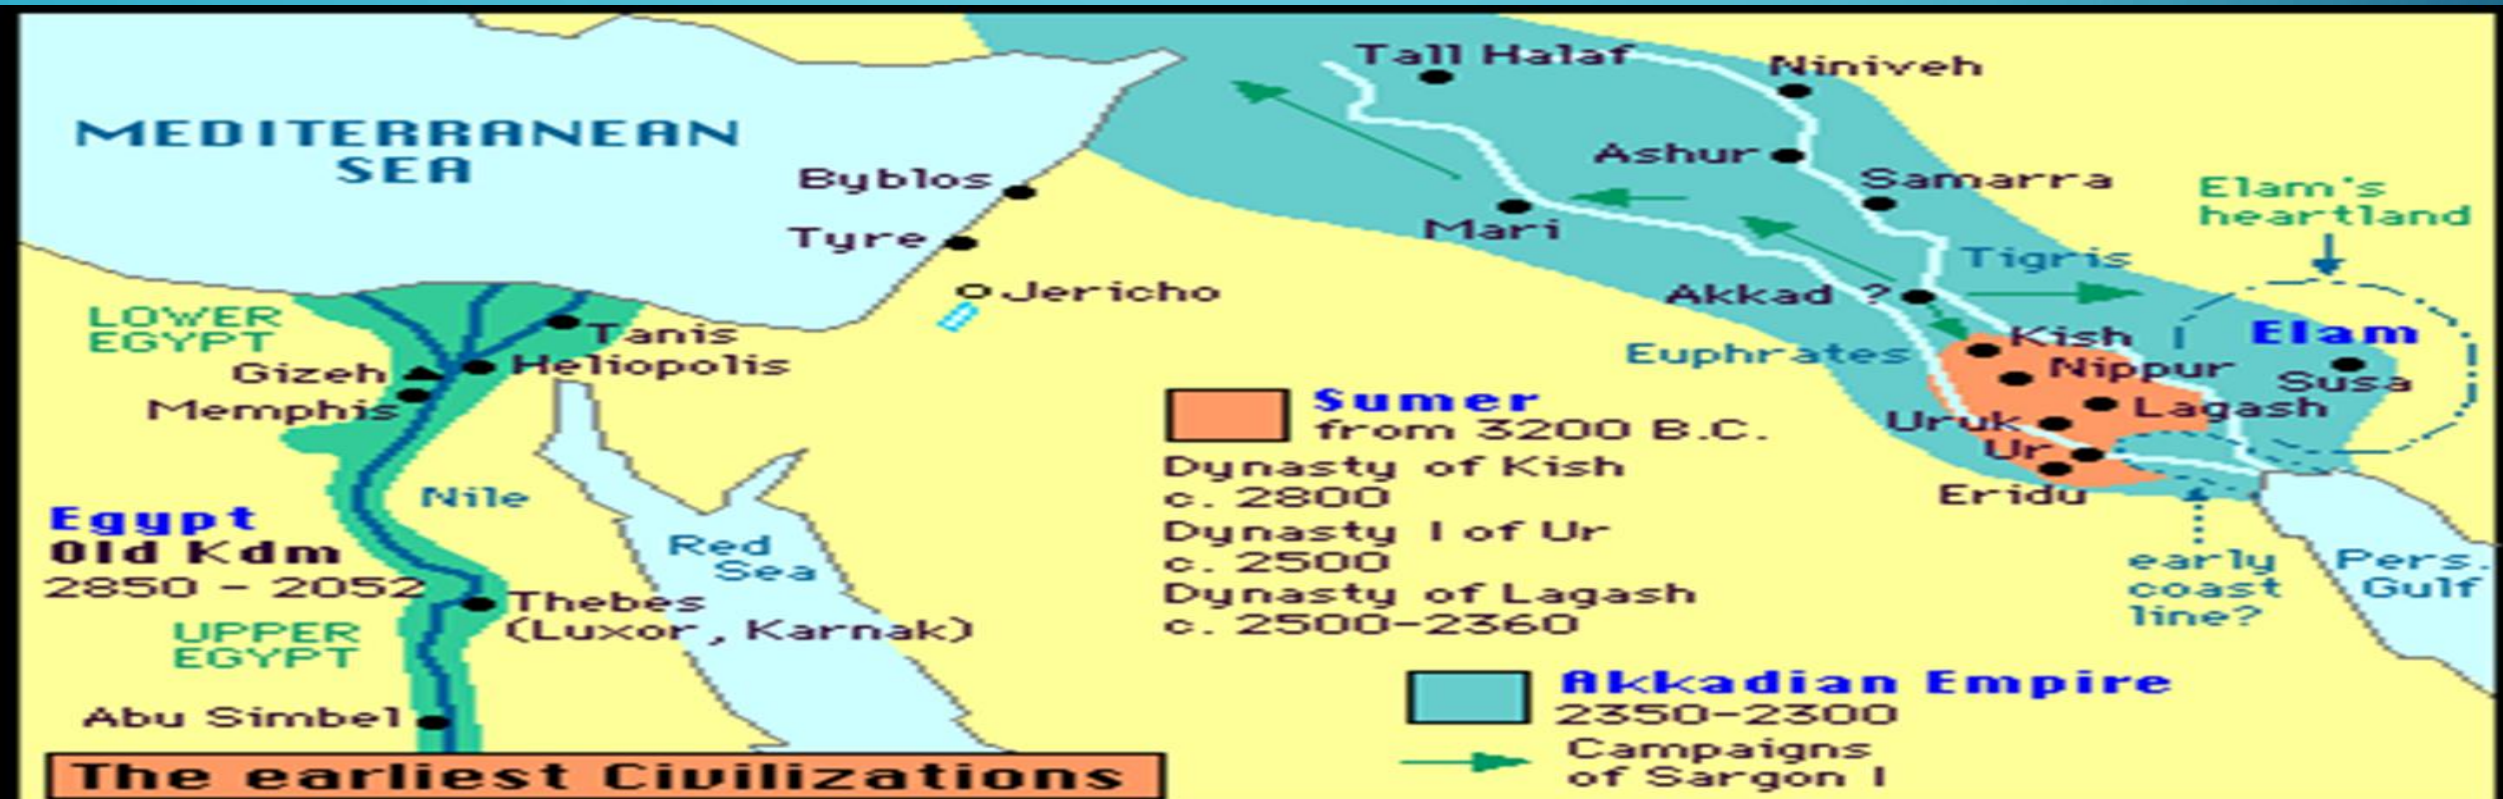 Tall Halaf
Niniveh
MEDITERRANEAN
SEA
Ashur
Byblos
Samarra
Elam's
heartland
Mari
Tyre
Tigris
Jericho
Akkad ?
LOWER
EGYPT
Tanis
Kish
Elam
Euphrates
Heliopolis
Gizeh
Nippur
Susa
Memphis
Sumer
from 3200 B.C.
Lagash
Uruk
Ur
Dynasty of Kish
c. 2800
Eridu
Nile
Egypt
Old Kdm
2850 - 2052
Red
Sea
Dynasty I of Ur
c. 2500
early
coast
line?
Pers.
Gulf
Thebes
(Luxor, Karnak)
Dynasty of Lagash
c. 2500-2360
UPPER
EGYPT
Akkadian Empire
2350-2300
Abu Simbel
Campaigns
of Sargon I
The earliest Civilizations